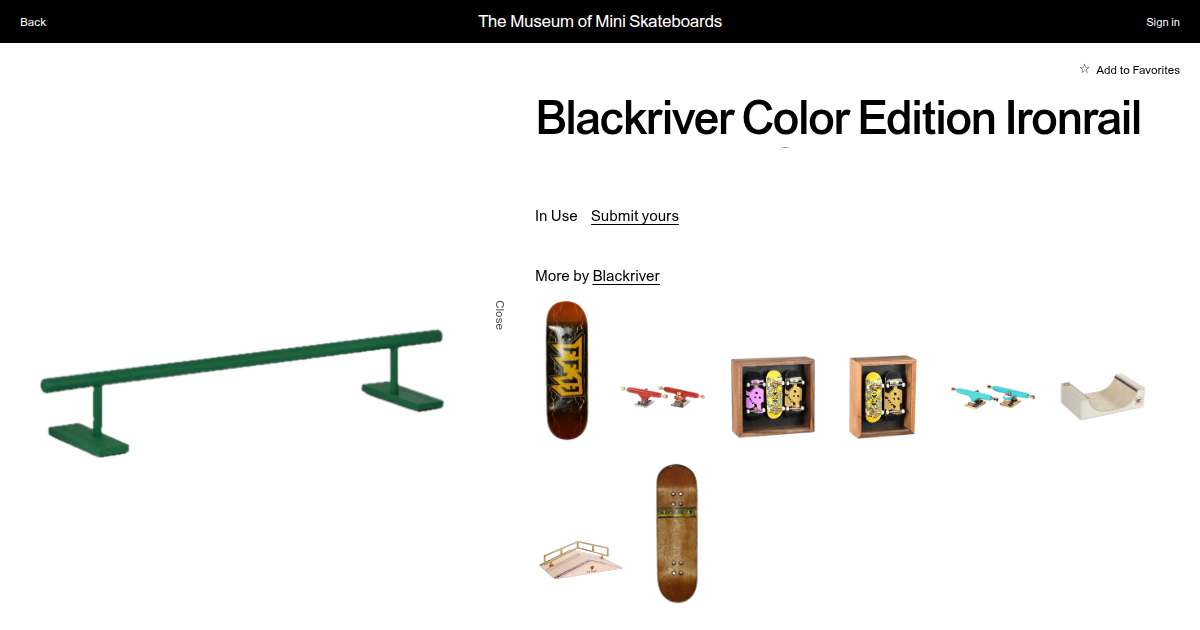 Back
The Museum of Mini Skateboards
Sign in
☆ Add to Favorites
Blackriver Color Edition Ironrail
In Use Submit yours
More by Blackriver
Close